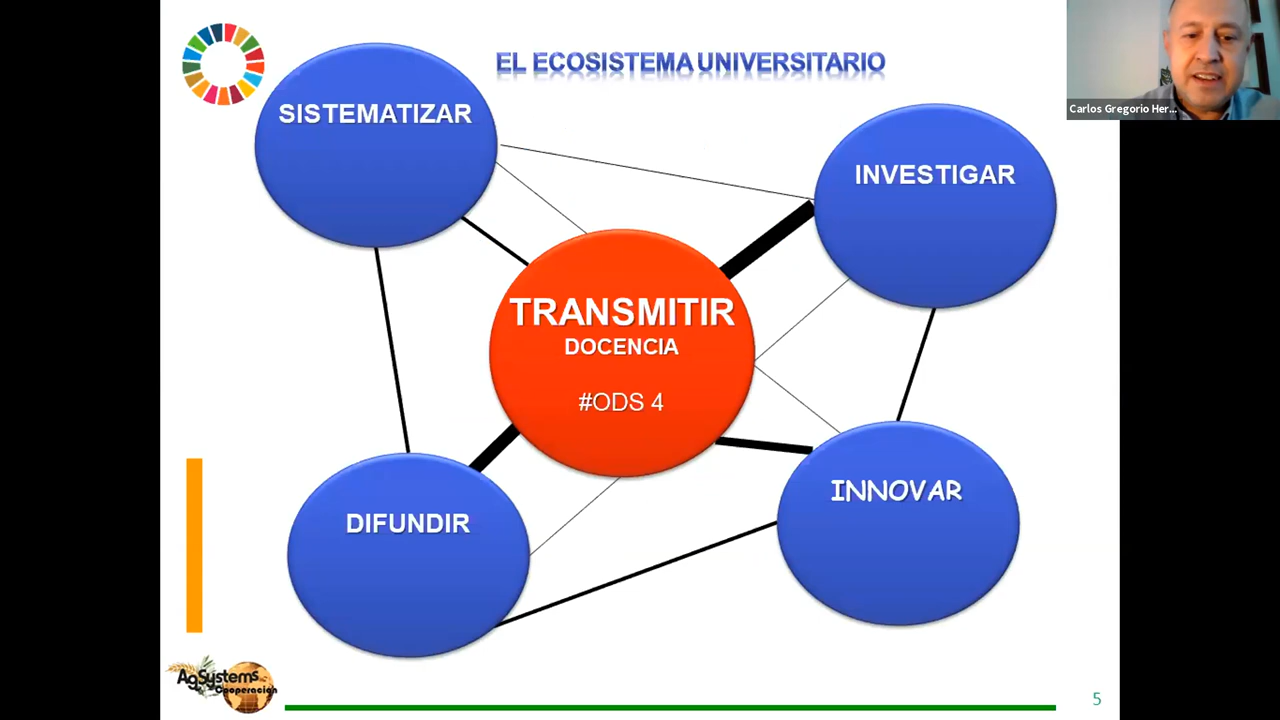 EL ECOSISTEMA UNIVERSITARIO
Carlos Gregorio Her...
SISTEMATIZAR
INVESTIGAR
TRANSMITIR
DOCENCIA
#ODS 4
DIFUNDIR
INNOVAR
AgSystems
Cooperación
5